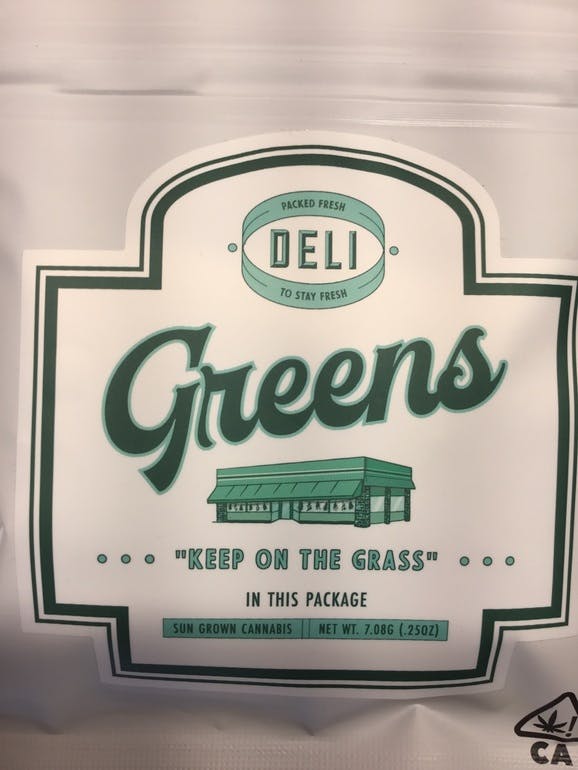 PACKED FRESH
DELI
TO STAY FRESH
Greens
"KEEP ON THE GRASS"
IN THIS PACKAGE
SUN GROWN CANNABIS NET WT. 7.08G (.25OZ)
!
CA